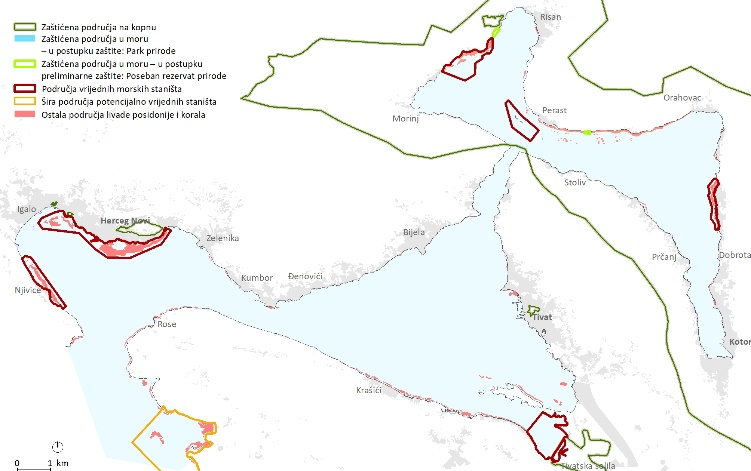 Zaštićena područja na kopnu
Zaštićena područja u moru
– u postupku zaštite: Park prirode
Zaštićena područja u moru – u postupku
preliminarne zaštite: Poseban rezervat prirode
Područja vrijednih morskih staništa
Šira područja potencijalno vrijednih staništa
Ostala područja livade posidonije i korala
Risan
Morinj
Perast
Orahovac
Stoliv
Igalo
Herceg Novi
Zelenika
Bijela
Prčanj
Dobrota
Kumbor
Đenovići
Njivice
Rose
Tivat
Kotor
Krašići
Tivatska solila
0 1 km